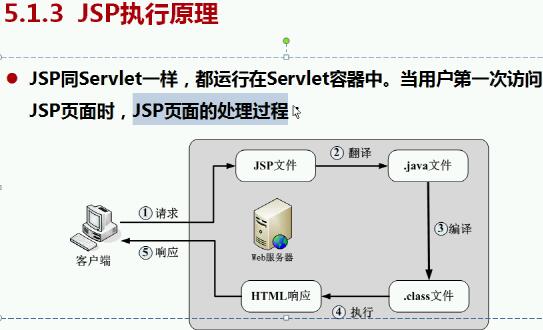 5.1.3 JSP执行原理
JSP同Servlet一样，都运行在Servlet容器中。当用户第一次访问
JSP页面时，JSP页面的处理过程
JSP文件
② 翻译
.java文件
① 请求
③编译
客户端
⑤ 响应
Web服务器
HTML响应
④ 执行
.class文件